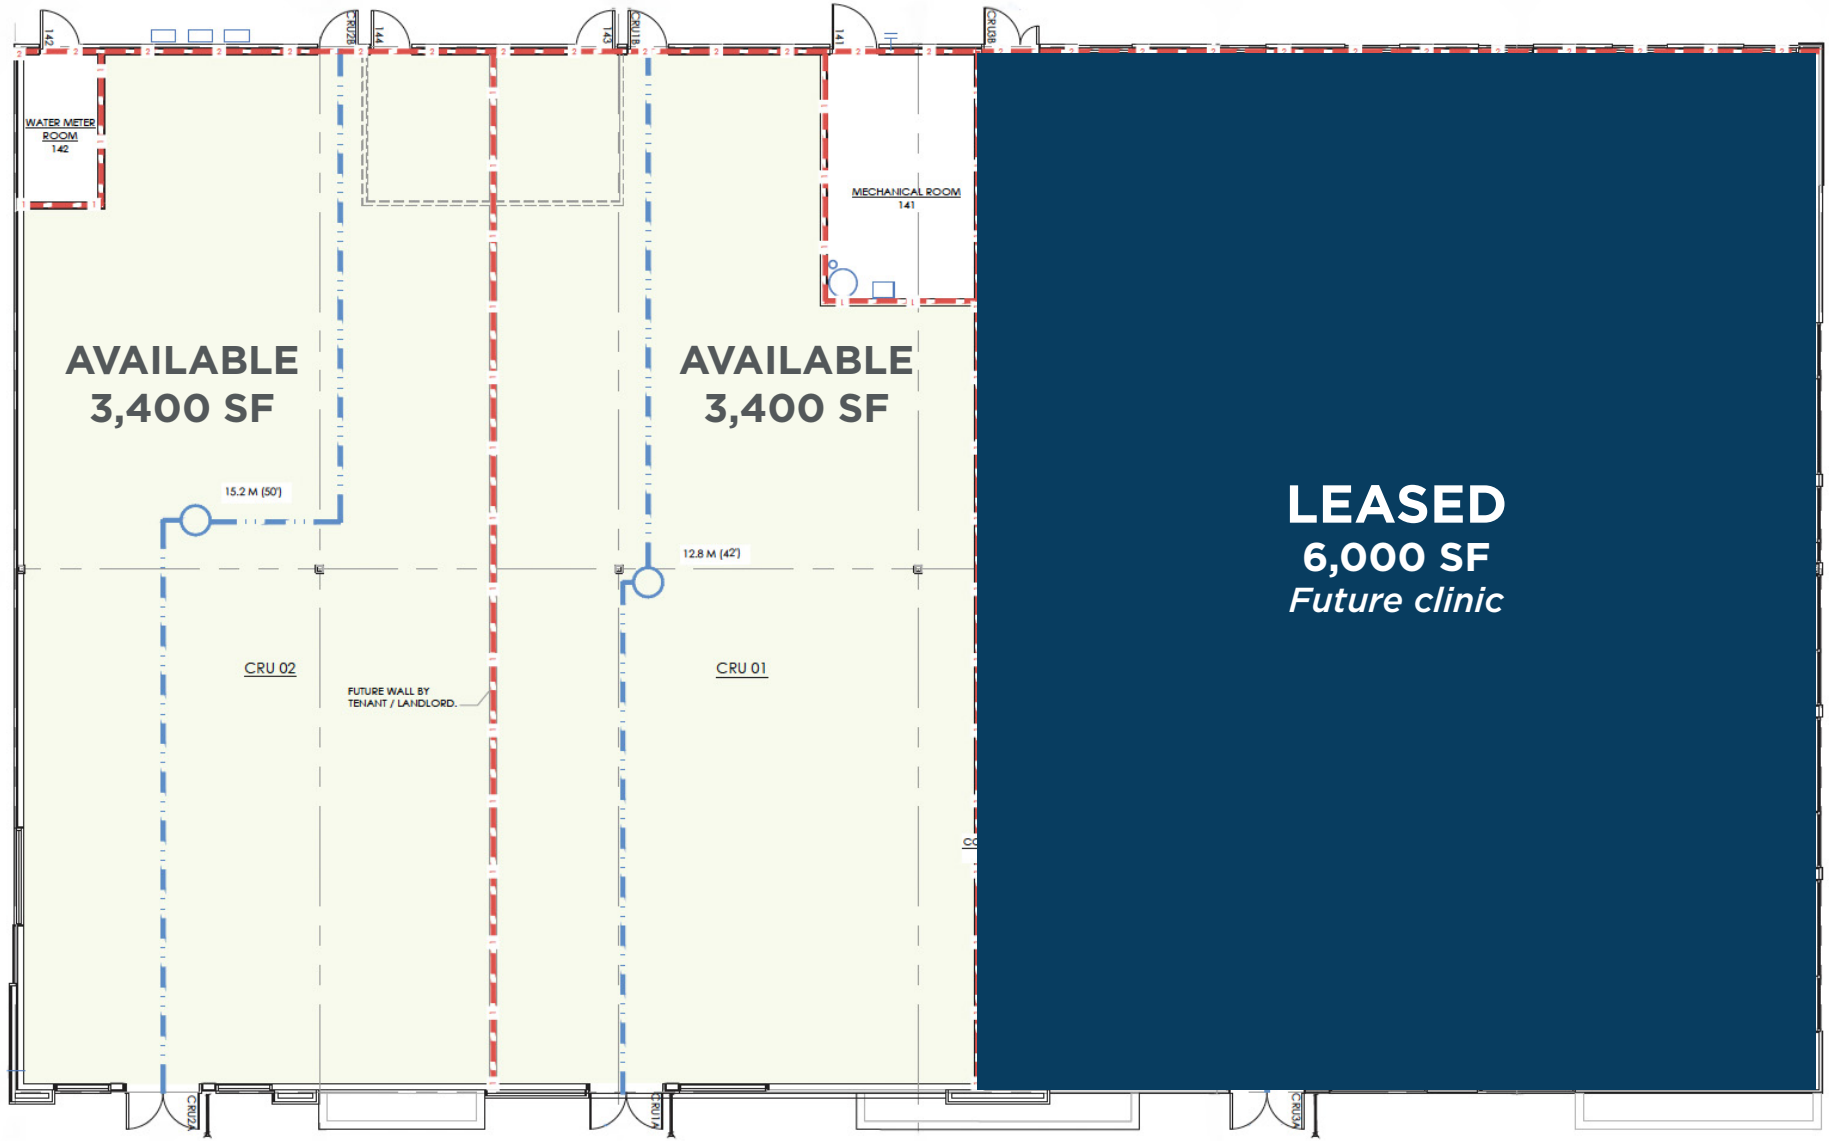 142
CRU2B
144
143
CRU1B
141
CRU3B
WATER METER
ROOM
142
MECHANICAL ROOM
141
AVAILABLE
3,400 SF
AVAILABLE
3,400 SF
15.2 M (50')
12.8 M (42')
LEASED
6,000 SF
Future clinic
CRU 02
CRU 01
FUTURE WALL BY
TENANT / LANDLORD.
CRU2A
CRU1A
CRU3A